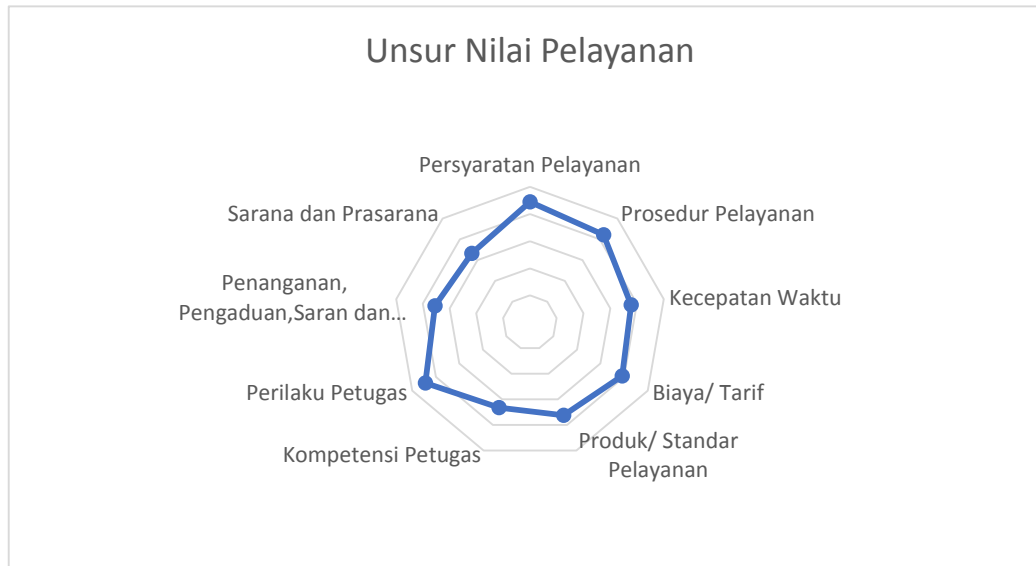 Unsur Nilai Pelayanan
Persyaratan Pelayanan
Prosedur Pelayanan
Kecepatan Waktu
Biaya/ Tarif
Produk/ Standar
Pelayanan
Kompetensi Petugas
Perilaku Petugas
Penanganan,
Pengaduan,Saran dan...
Sarana dan Prasarana